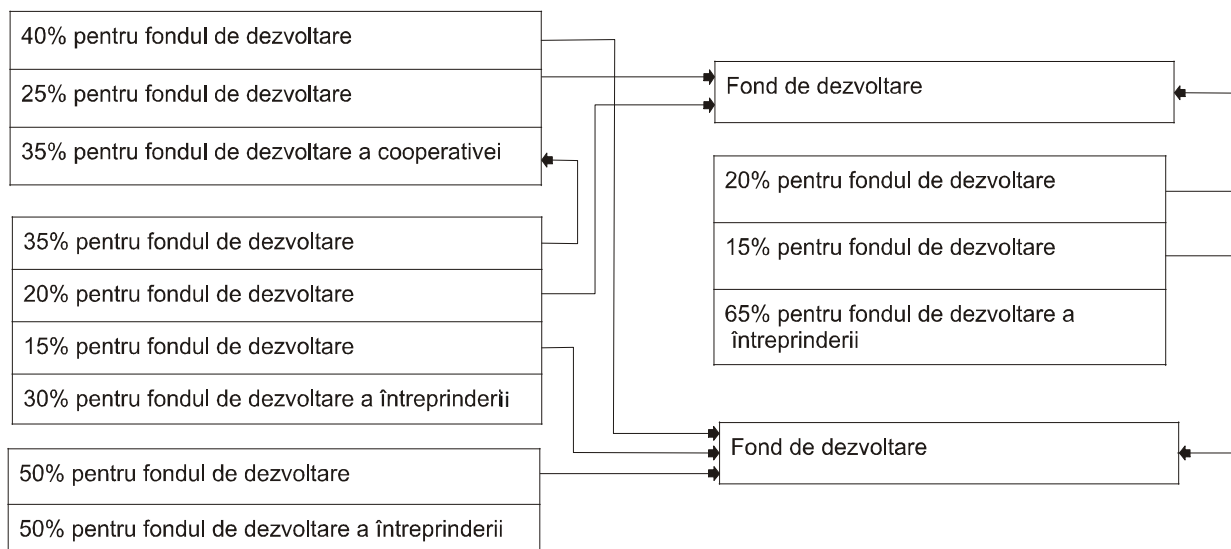 40% pentru fondul de dezvoltare
25% pentru fondul de dezvoltare
35% pentru fondul de dezvoltare a cooperativei
35% pentru fondul de dezvoltare
20% pentru fondul de dezvoltare
15% pentru fondul de dezvoltare
30% pentru fondul de dezvoltare a întreprinderii
50% pentru fondul de dezvoltare
50% pentru fondul de dezvoltare a întreprinderii
Fond de dezvoltare
20% pentru fondul de dezvoltare
15% pentru fondul de dezvoltare
65% pentru fondul de dezvoltare a
întreprinderii
Fond de dezvoltare